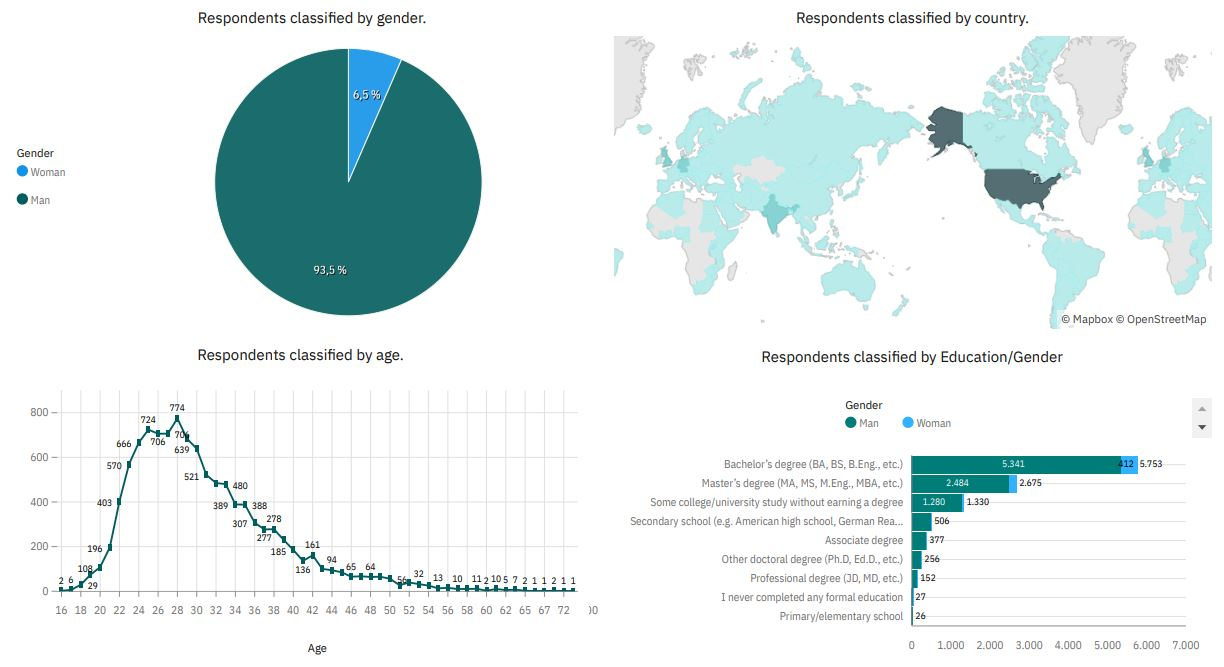 Respondents classified by gender.
Gender
Woman
Man
6,5 %
93,5 %
Respondents classified by country.
© Mapbox © OpenStreetMap
Respondents classified by age.
800
600
400
200
0
2 6 108 29 196 403 570 666 724 706 774 639 521 480 389 388 307 278 277 185 161 136 94 65 64 56 32 13 10 11 2 10 5 7 2 1 1 2 1 1
16 18 20 22 24 26 28 30 32 34 36 38 40 42 44 46 48 50 52 54 56 58 60 62 65 67 72
Age
Respondents classified by Education/Gender
Gender
Man Woman
Bachelor's degree (BA, BS, B.Eng., etc.) 5.341 412 5.753
Master's degree (MA, MS, M.Eng., MBA, etc.) 2.484 2.675
Some college/university study without earning a degree 1.280 1.330
Secondary school (e.g. American high school, German Rea... 506
Associate degree 377
Other doctoral degree (Ph.D, Ed.D., etc.) 256
Professional degree (JD, MD, etc.) 152
I never completed any formal education 27
Primary/elementary school 26
0 1.000 2.000 3.000 4.000 5.000 6.000 7.000